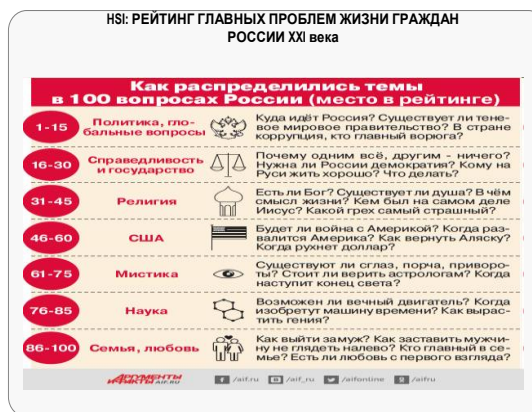 HSI: РЕЙТИНГ ГЛАВНЫХ ПРОБЛЕМ ЖИЗНИ ГРАЖДАН
РОССИИ XXI века
Как распределились темы
в 100 вопросах России (место в рейтинге)
1-15
Политика, гло-
бальные вопросы
Куда идёт Россия? Существует ли тене-
вое мировое правительство? В стране
коррупция, кто главный ворюга?
16-30
Справедливость
и государство
Почему одним всё, другим - ничего?
Нужна ли России демократия? Кому на
Руси жить хорошо? Что делать?
31-45
Религия
Есть ли Бог? Существует ли душа? В чём
смысл жизни? Кем был на самом деле
Иисус? Какой грех самый страшный?
46-60
США
Будет ли война с Америкой? Когда раз-
валится Америка? Как вернуть Аляску?
Когда рухнет доллар?
61-75
Мистика
Существуют ли сглаз, порча, приворо-
ты? Стоит ли верить астрологам? Когда
наступит конец света?
76-85
Наука
Возможен ли вечный двигатель? Когда
изобретут машину времени? Как вырас-
тить гения?
86-100
Семья, любовь
Как выйти замуж? Как заставить мужчи-
ну не глядеть налево? Кто главный в се-
мье? Есть ли любовь с первого взгляда?
АРГУМЕНТЫ
И ФАКТЫ AIF.RU
/aif.ru
/aif_ru
/aifonline
/aifru